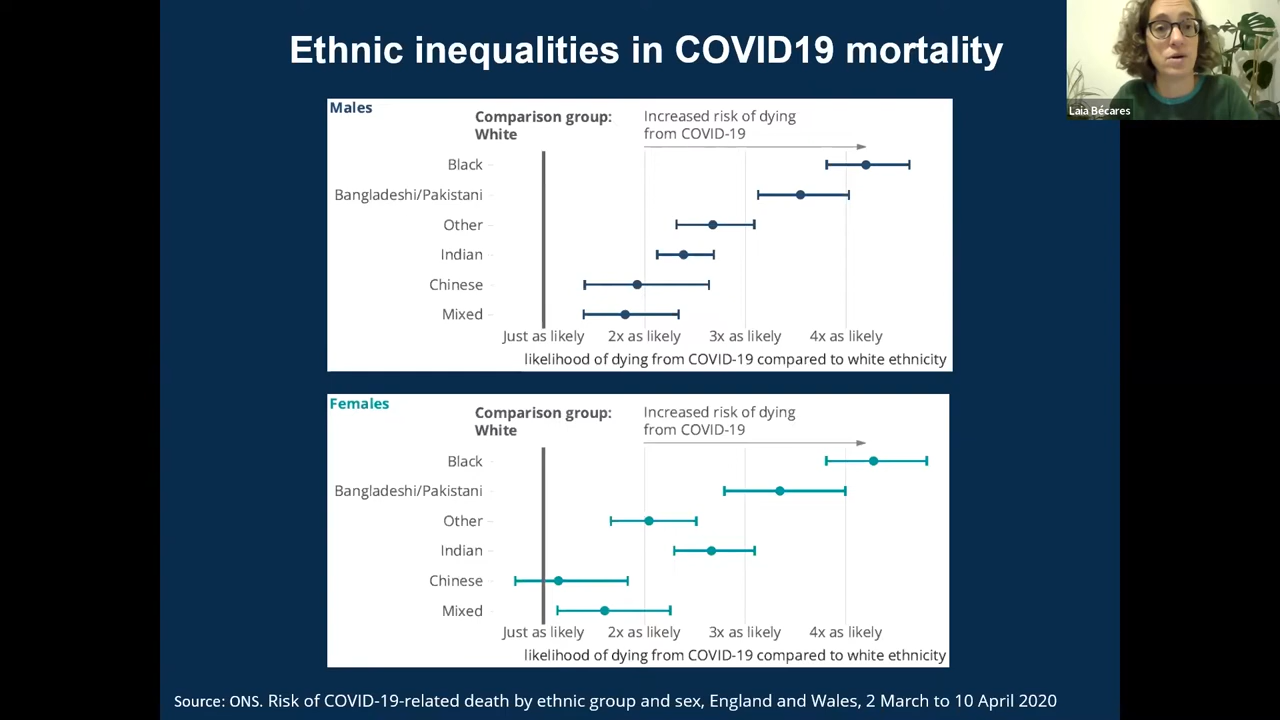 Ethnic inequalities in COVID19 mortality
Laia Bécares
Males
Comparison group:
White
Increased risk of dying
from COVID-19
Black
Bangladeshi/Pakistani
Other
Indian
Chinese
Mixed
Just as likely 2x as likely 3x as likely 4x as likely
likelihood of dying from COVID-19 compared to white ethnicity
Females
Comparison group:
White
Increased risk of dying
from COVID-19
Black
Bangladeshi/Pakistani
Other
Indian
Chinese
Mixed
Just as likely 2x as likely 3x as likely 4x as likely
likelihood of dying from COVID-19 compared to white ethnicity
Source: ONS. Risk of COVID-19-related death by ethnic group and sex, England and Wales, 2 March to 10 April 2020